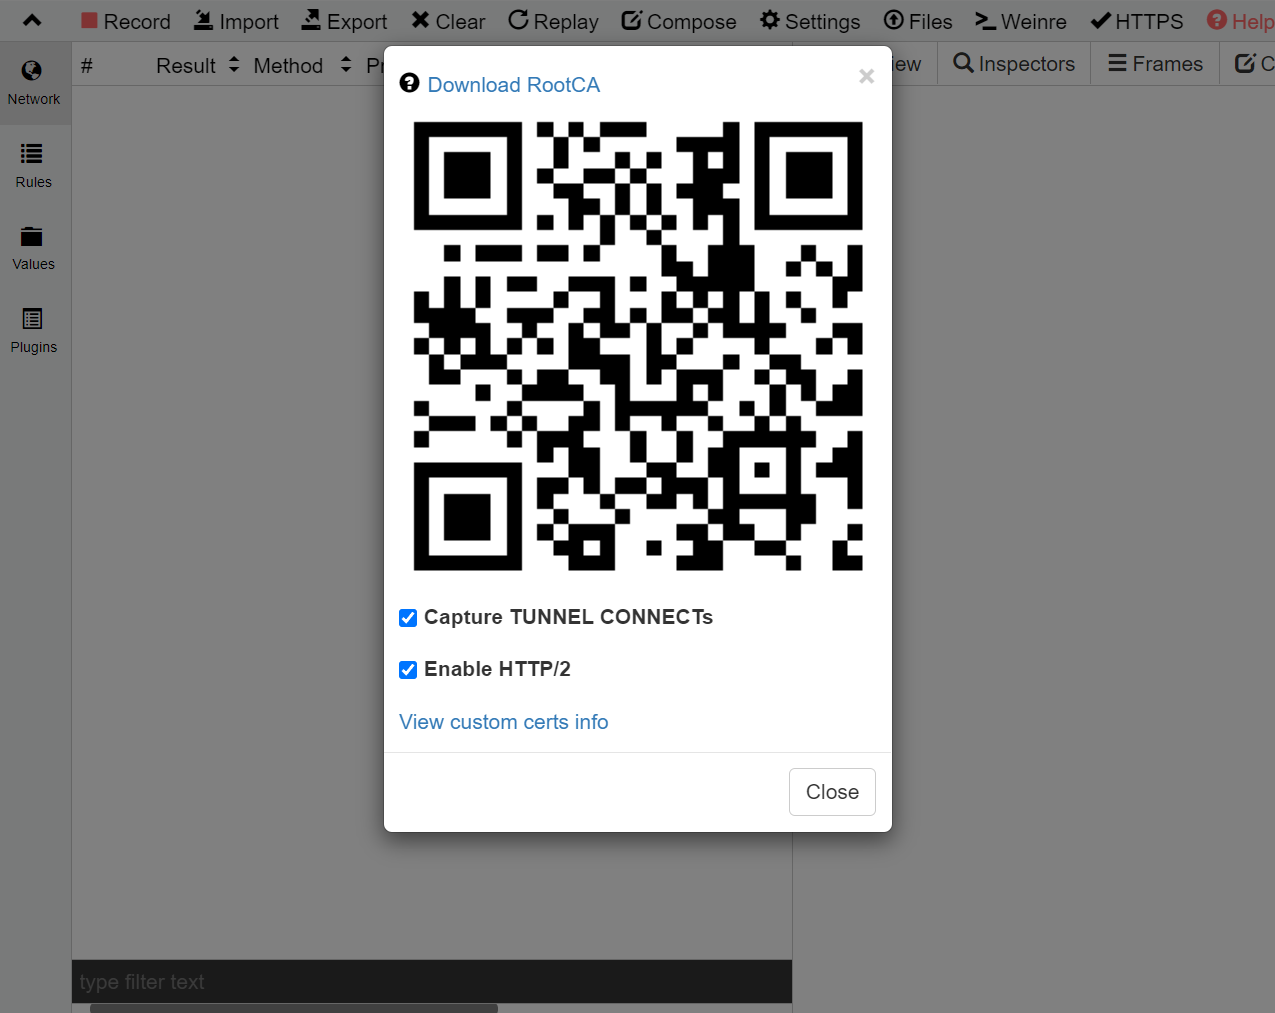 Record Import Export Clear Replay Compose Settings Files Weinre HTTPS Help
# Result Method Inspectors Frames
Network
Rules
Values
Plugins
Download RootCA
×
Capture TUNNEL CONNECTs
Enable HTTP/2
View custom certs info
Close
type filter text